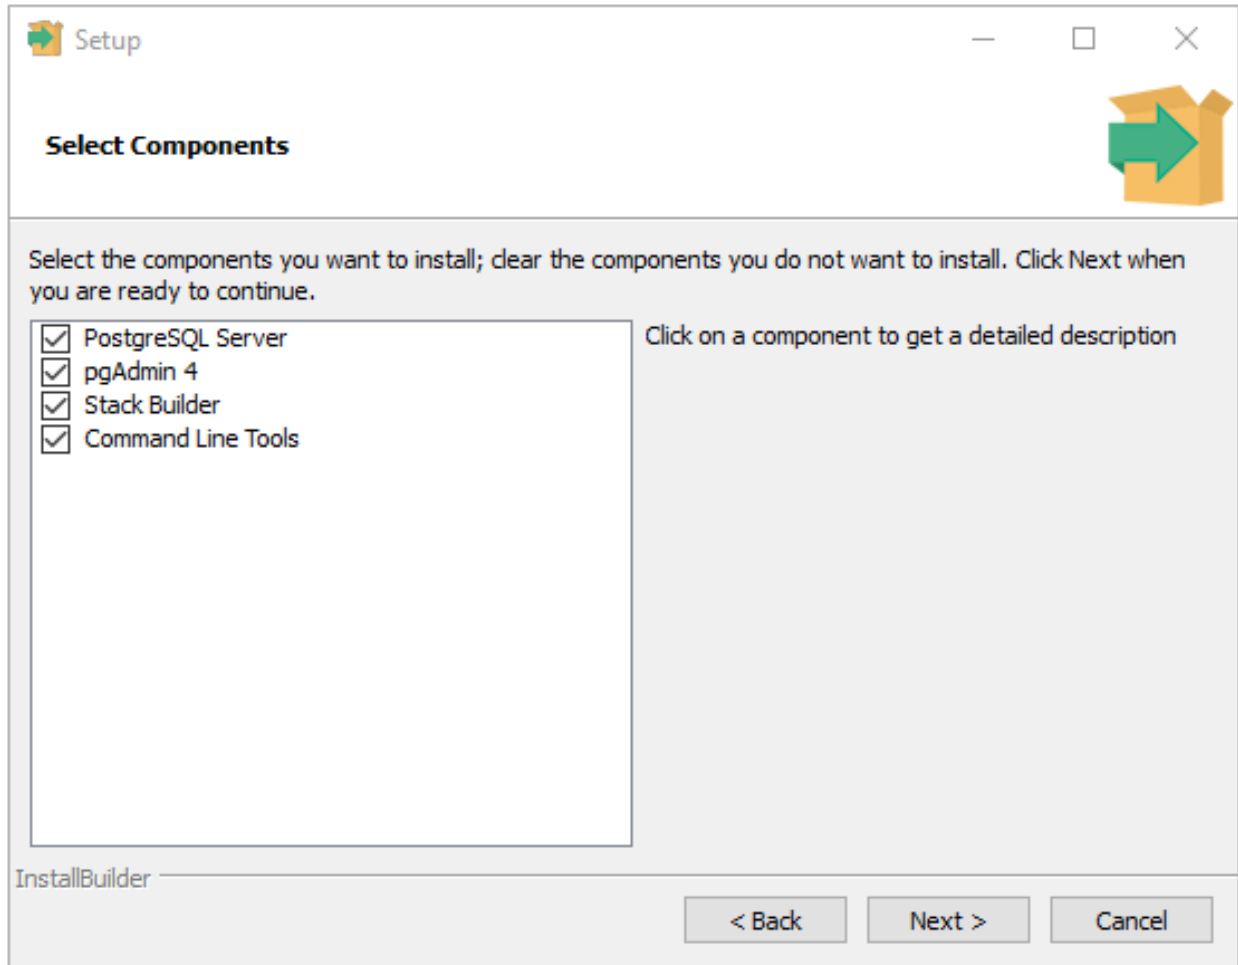 Setup
Select Components
Select the components you want to install; clear the components you do not want to install. Click Next when
you are ready to continue.
PostgreSQL Server
pgAdmin 4
Stack Builder
Command Line Tools
Click on a component to get a detailed description
InstallBuilder
< Back
Next >
Cancel